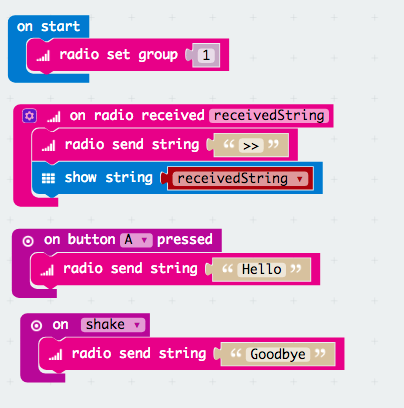 on start
radio set group 1
on radio received receivedString
radio send string “ >> ”
show string receivedString
on button A pressed
radio send string “ Hello ”
on shake
radio send string “ Goodbye ”